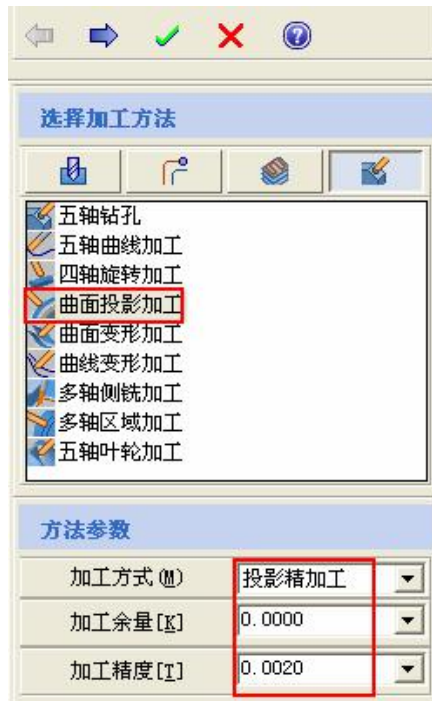 选择加工方法
五轴钻孔
五轴曲线加工
四轴旋转加工
曲面投影加工
曲面变形加工
曲线变形加工
多轴侧铣加工
多轴区域加工
五轴叶轮加工
方法参数
加工方式(M) 投影精加工
加工余量[K] 0.0000
加工精度[T] 0.0020